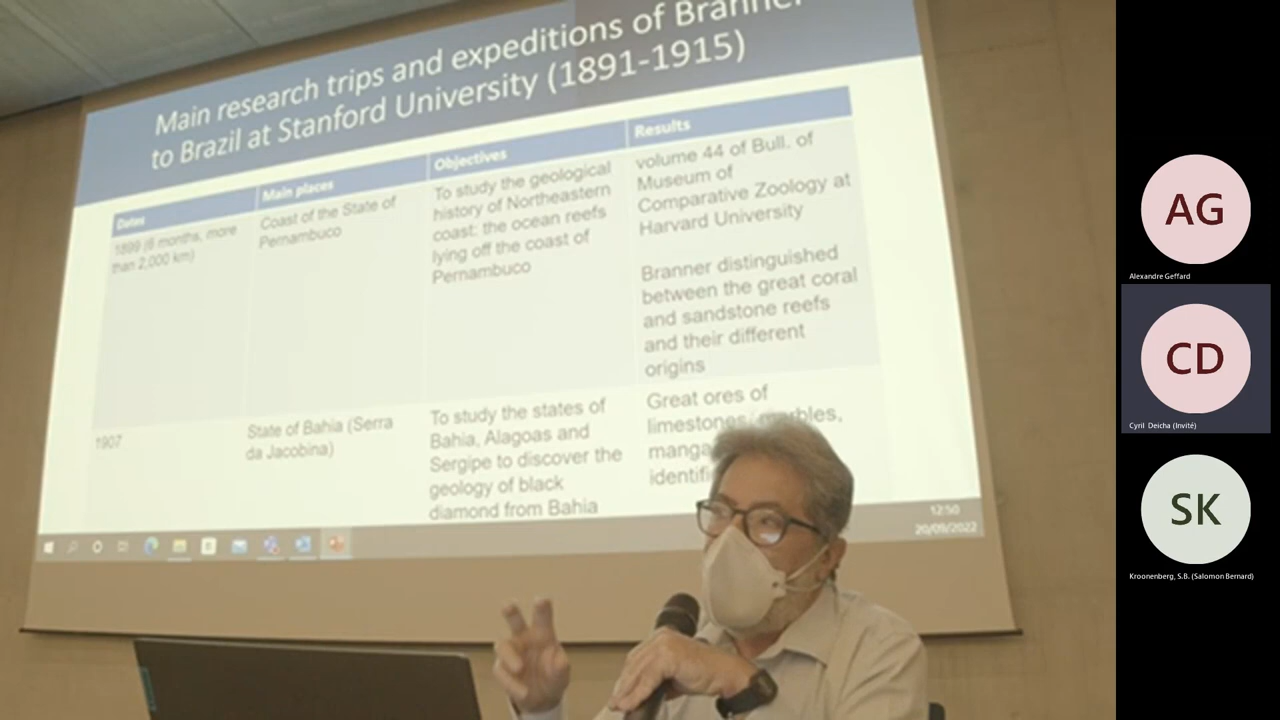 Main research trips and expeditions of Branner
to Brazil at Stanford University (1891-1915)
Dates
Main places
Objectives
Results
1899 (6 months, more
than 2,000 km)
Coast of the State of
Pernambuco
To study the geological
history of Northeastern
coast: the ocean reefs
lying off the coast of
Pernambuco
volume 44 of Bull. of
Museum of
Comparative Zoology at
Harvard University
Branner distinguished
between the great coral
and sandstone reefs
and their different
origins
1907
State of Bahia (Serra
da Jacobina)
To study the states of
Bahia, Alagoas and
Sergipe to discover the
geology of black
diamond from Bahia
Great ores of
limestones, marbles,
12:50
20/09/2022
AG
Alexandre Geffard
CD
Cyril Deicha (Invité)
SK
Kroonenberg, S.B. (Salomon Bernard)